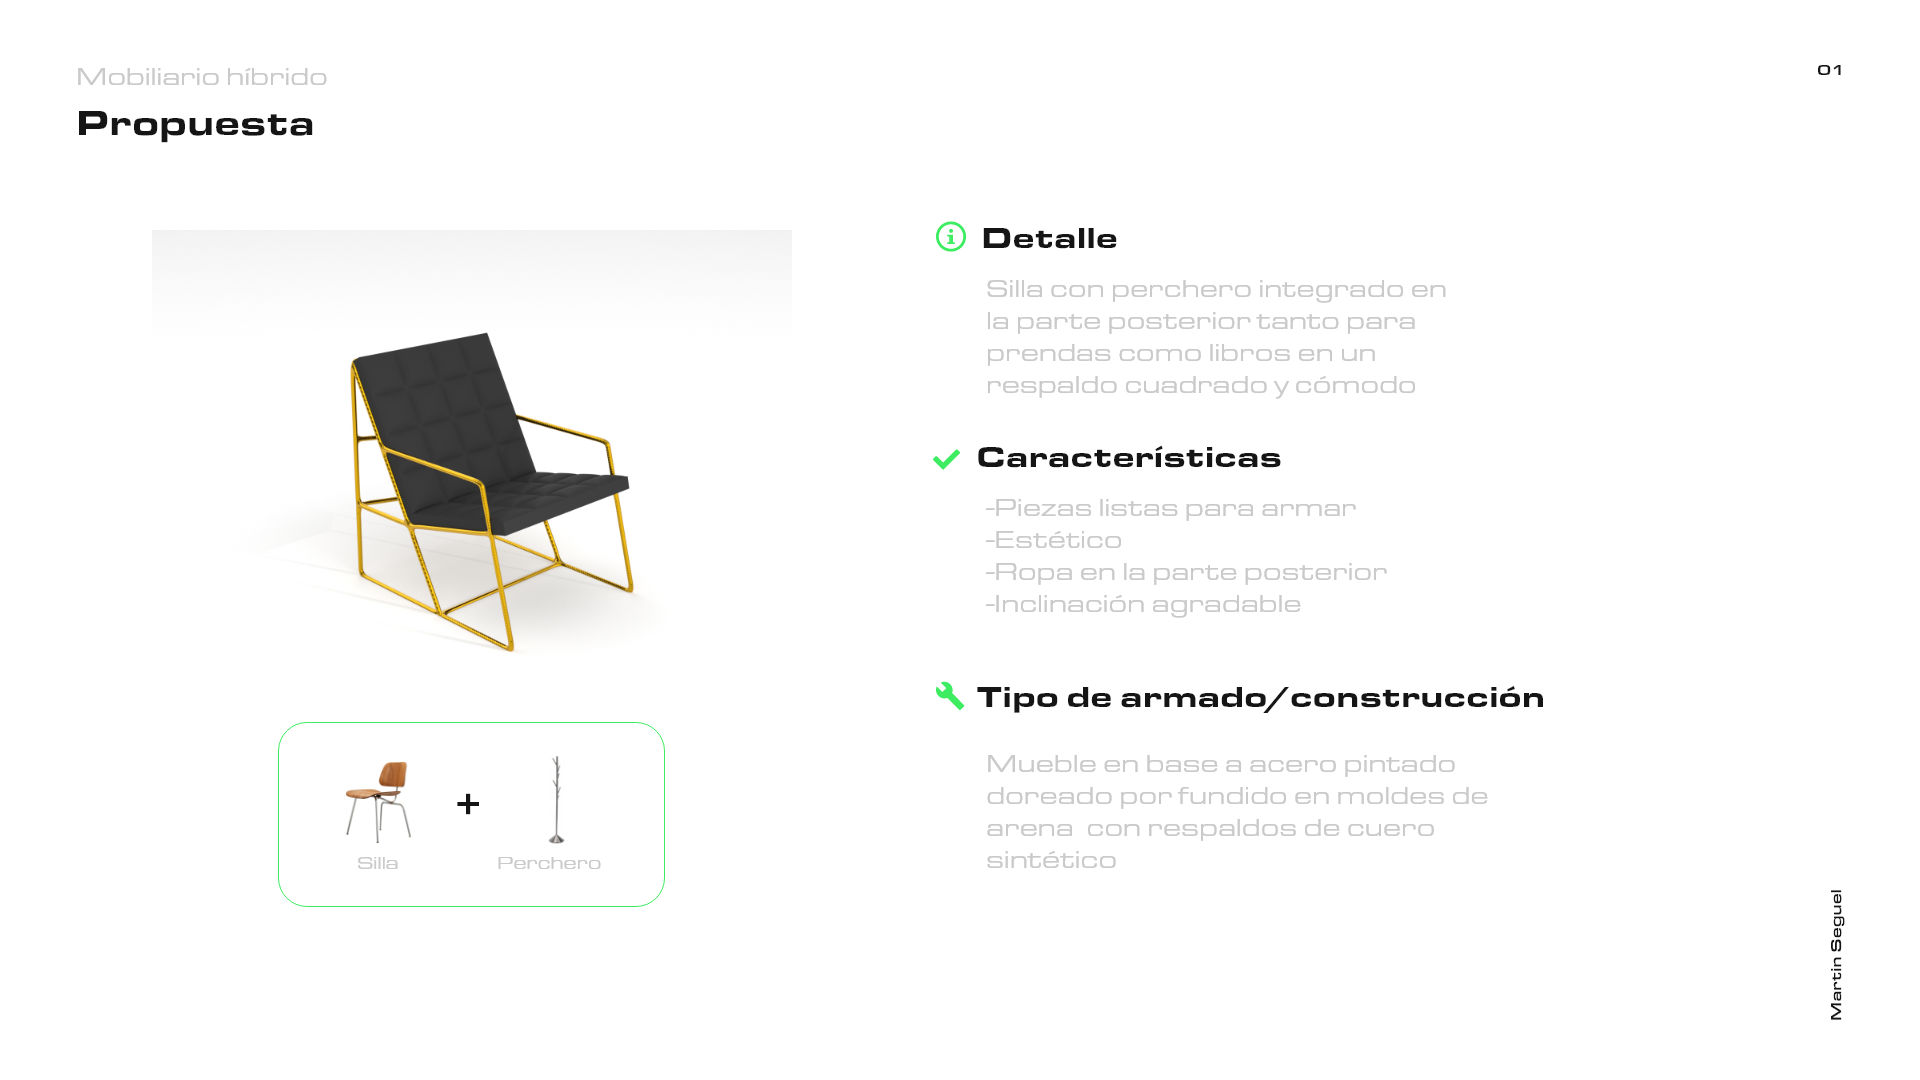 Mobiliario híbrido
Propuesta
01
Detalle
Silla con perchero integrado en
la parte posterior tanto para
prendas como libros en un
respaldo cuadrado y cómodo
Características
-Piezas listas para armar
-Estético
-Ropa en la parte posterior
-Inclinación agradable
Tipo de armado/construcción
Mueble en base a acero pintado
doreado por fundido en moldes de
arena  con respaldos de cuero
sintético
+
Silla
Perchero
Martin Seguel